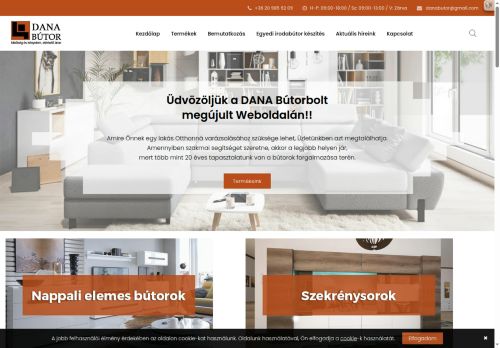 +36 20 985 62 09
H-P: 09:00-18:00 / Sz: 09:00-13:00 / V: Zárva
danabutor@gmail.com
DANA BÚTOR
Kezdőlap
Termékek
Bemutatkozás
Egyedi irodabútor készítés
Aktuális híreink
Kapcsolat
Üdvözöljük a DANA Bútorbolt
megújult Weboldalán!!
Amire Önnek egy lakás Otthonná varázsolásához szüksége lehet, Üzletünkben azt megtalálhatja.
Amennyiben szakmai segítséget szeretne, akkor a legjobb helyen jár,
mert több mint 20 éves tapasztalatunk van a bútorok forgalmazása terén.
Termékeink
Nappali elemes bútorok
Szekrénysorok
A jobb felhasználói élmény érdekében az oldalon cookie-kat használunk. Oldalunk használatával, Ön elfogadja a cookie-k használatát.
Elfogadom